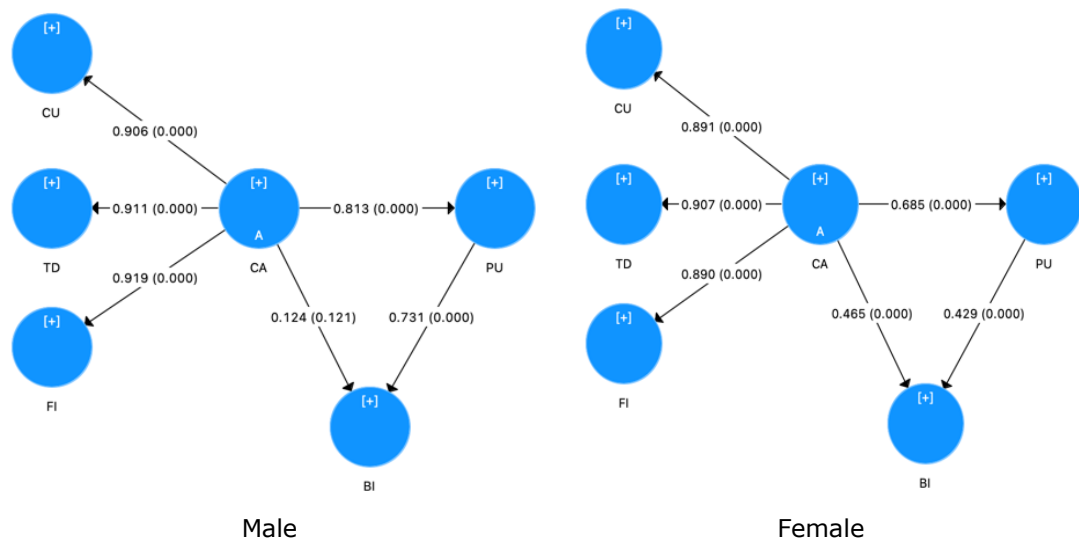 [+]
CU
0.906 (0.000)
[+]
TD
0.911 (0.000)
[+]
A
CA
0.813 (0.000)
[+]
PU
0.919 (0.000)
[+]
FI
0.124 (0.121)
0.731 (0.000)
[+]
BI
Male
[+]
CU
0.891 (0.000)
[+]
TD
0.907 (0.000)
[+]
A
CA
0.685 (0.000)
[+]
PU
0.890 (0.000)
[+]
FI
0.465 (0.000)
0.429 (0.000)
[+]
BI
Female